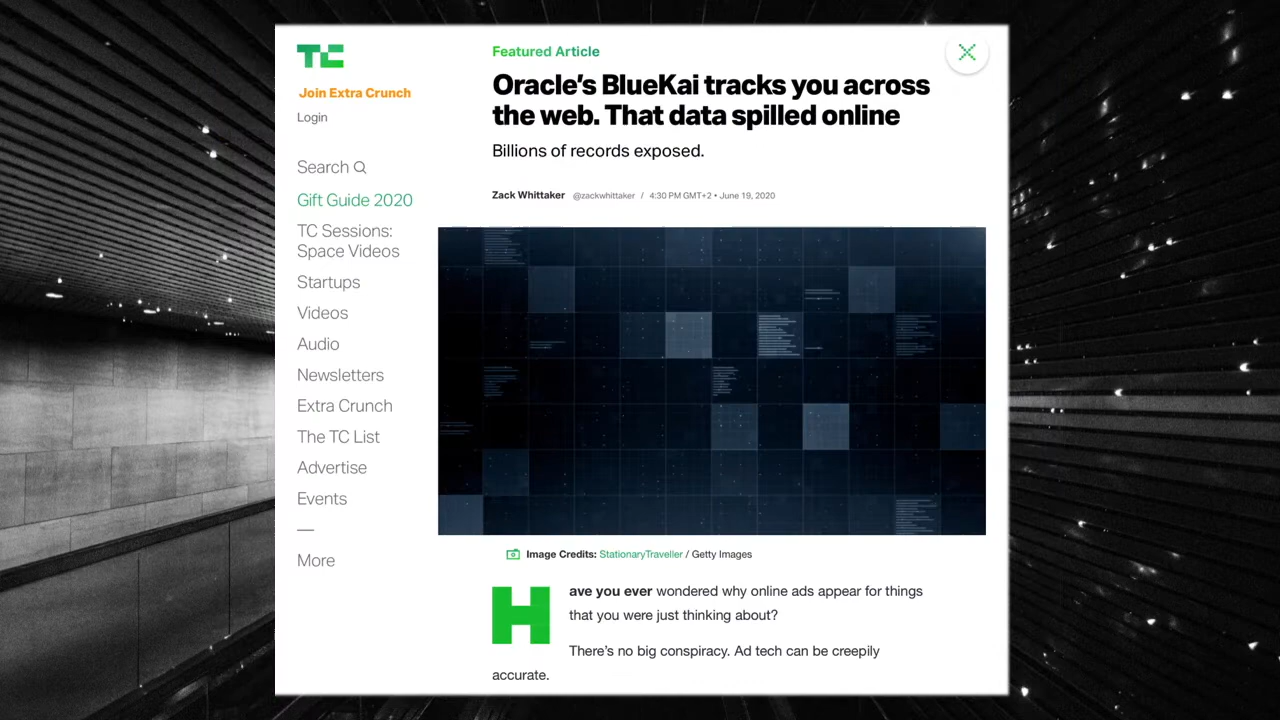 TC
Join Extra Crunch
Login
Search
Gift Guide 2020
TC Sessions:
Space Videos
Startups
Videos
Audio
Newsletters
Extra Crunch
The TC List
Advertise
Events
—
More
Featured Article
Oracle’s BlueKai tracks you across
the web. That data spilled online
Billions of records exposed.
Zack Whittaker @zackwhittaker / 4:30 PM GMT+2 • June 19, 2020
Image Credits: StationaryTraveller / Getty Images
Have you ever wondered why online ads appear for things
that you were just thinking about?
There’s no big conspiracy. Ad tech can be creepily
accurate.